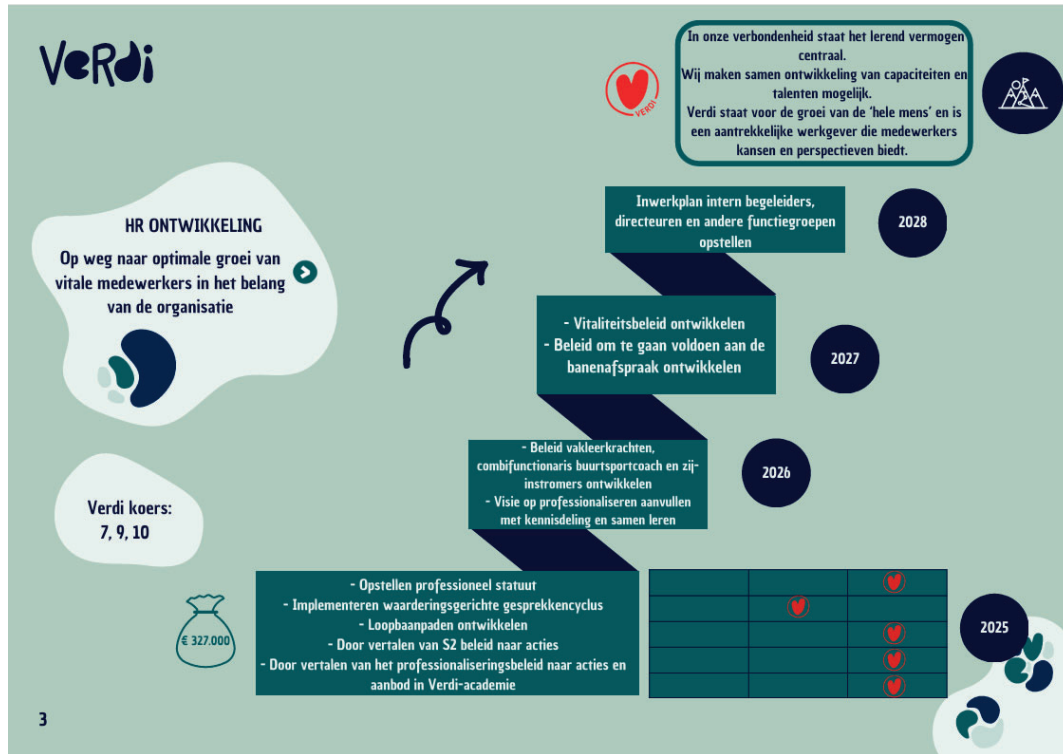 VeRdi
In onze verbondenheid staat het lerend vermogen
centraal.
Wij maken samen ontwikkeling van capaciteiten en
talenten mogelijk.
Verdi staat voor de groei van de 'hele mens' en is
een aantrekkelijke werkgever die medewerkers
kansen en perspectieven biedt.
VERDI
HR ONTWIKKELING
Op weg naar optimale groei van
vitale medewerkers in het belang
van de organisatie
Inwerkplan intern begeleiders,
directeuren en andere functiegroepen
opstellen
2028
- Vitaliteitsbeleid ontwikkelen
- Beleid om te gaan voldoen aan de
banenafspraak ontwikkelen
2027
- Beleid vakleerkrachten,
combifunctionaris buurtsportcoach en zij-
instromers ontwikkelen
- Visie op professionaliseren aanvullen
met kennisdeling en samen leren
2026
Verdi koers:
7, 9, 10
€ 327.000
- Opstellen professioneel statuut
- Implementeren waarderingsgerichte gesprekkencyclus
- Loopbaanpaden ontwikkelen
- Door vertalen van S2 beleid naar acties
- Door vertalen van het professionaliseringsbeleid naar acties en
aanbod in Verdi-academie
2025
3